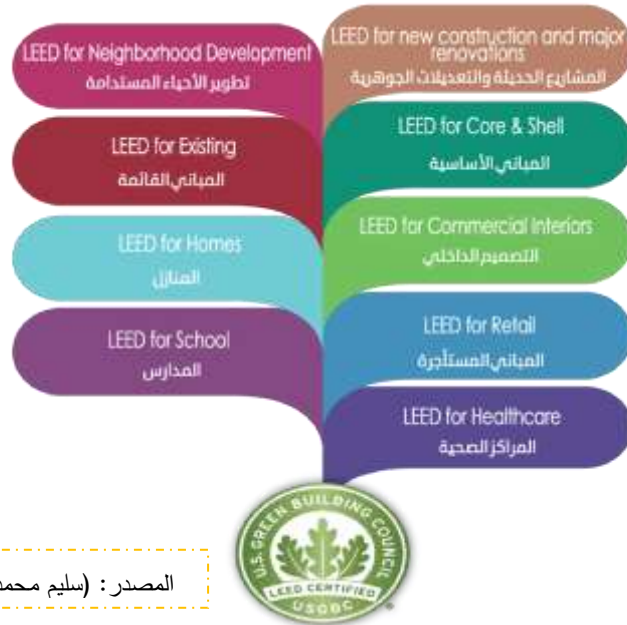 LEED for Neighborhood Development
تطوير الأحياء المستدامة
LEED for new construction and major
renovations
المشاريع الحديثة والتعديلات الجوهرية
LEED for Existing
المباني القائمة
LEED for Core & Shell
المباني الأساسية
LEED for Homes
المنازل
LEED for Commercial Interiors
التصميم الداخلي
LEED for School
المدارس
LEED for Retail
المباني المستأجرة
LEED for Healthcare
المراكز الصحية
U.S. GREEN BUILDING COUNCIL
LEED CERTIFIED
USGBC
المصدر: (سليم محمد